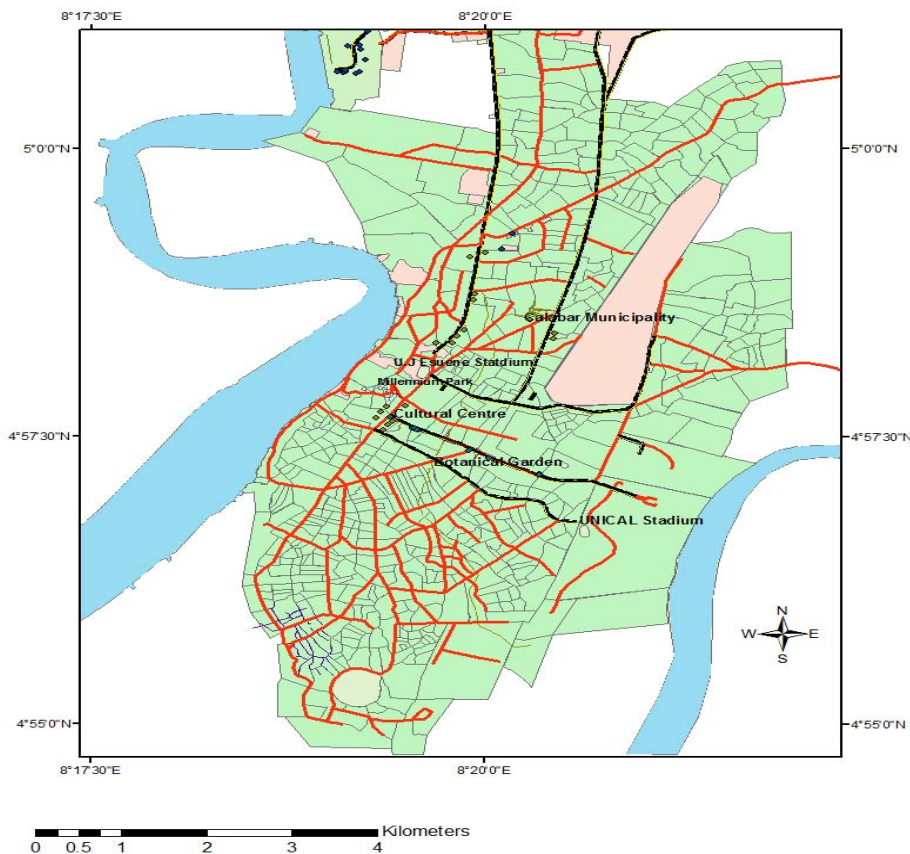 8°17'30"E
8°20'0"E
5°0'0"N
5°0'0"N
Calabar Municipality
U.J Esuene Statdium
Millennium Park
Cultural Centre
4°57'30"N
4°57'30"N
Botanical Garden
UNICAL Stadium
N
W
E
S
4°55'0"N
4°55'0"N
8°17'30"E
8°20'0"E
Kilometers
0 0.5 1 2 3 4